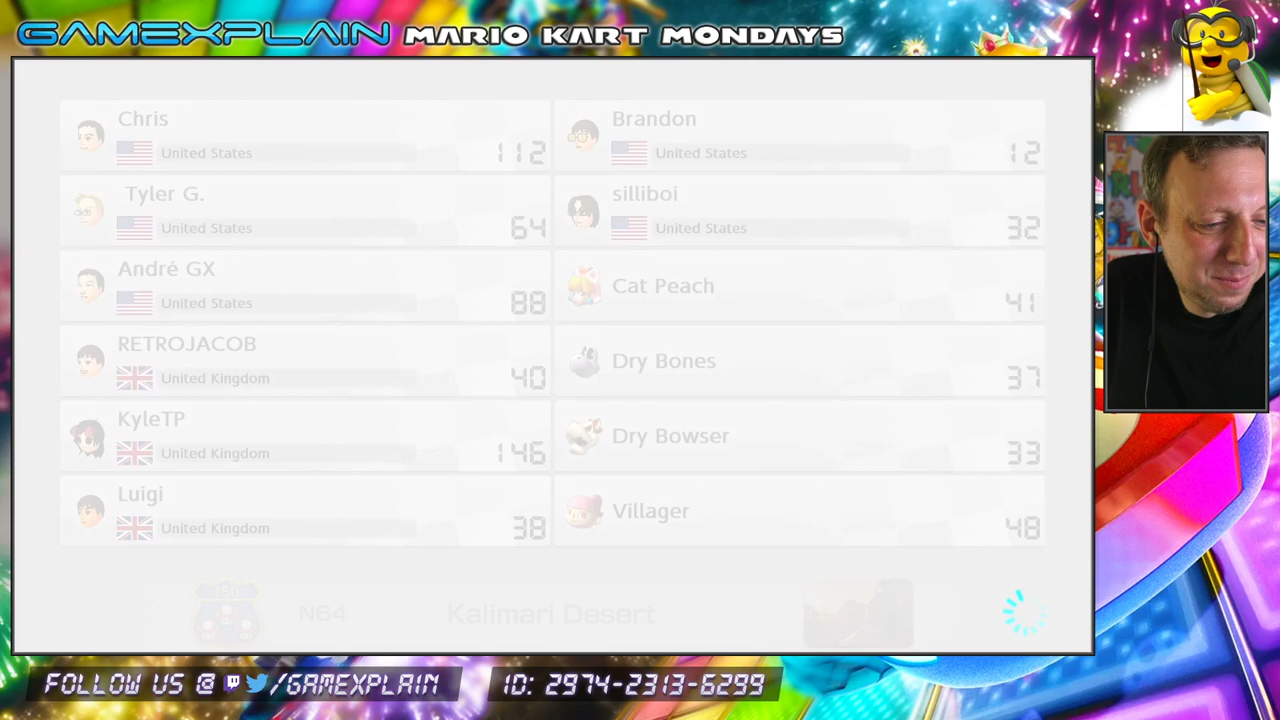 GAMEXPLAIN MARIO KART MONDAYS
Chris
United States
112
Tyler G.
United States
64
André GX
United States
88
RETROJACOB
United Kingdom
40
KyleTP
United Kingdom
146
Luigi
United Kingdom
38
Brandon
United States
12
silliboi
United States
32
Cat Peach
41
Dry Bones
37
Dry Bowser
33
Villager
48
150 N64 Kalimari Desert
FOLLOW US @ /GAMEXPLAIN
ID: 2974-2313-6299